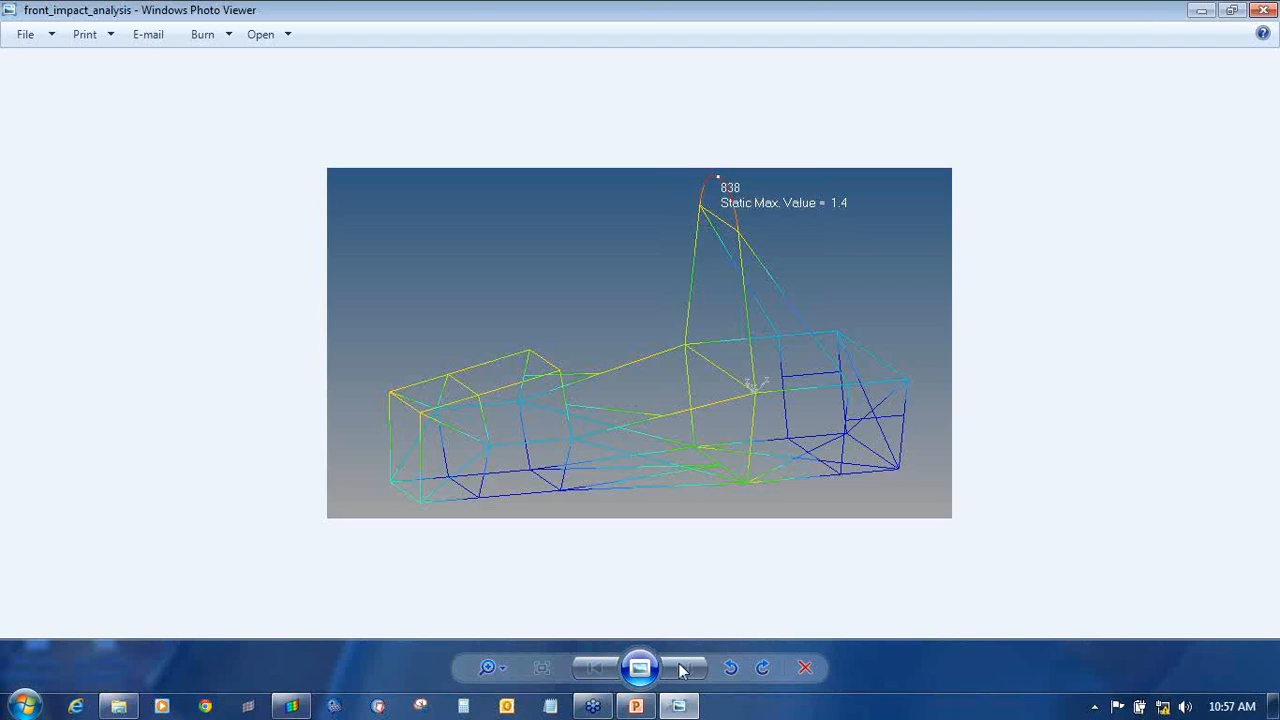 front_impact_analysis - Windows Photo Viewer
File Print E-mail Burn Open
838
Static Max. Value = 1.4
10:57 AM